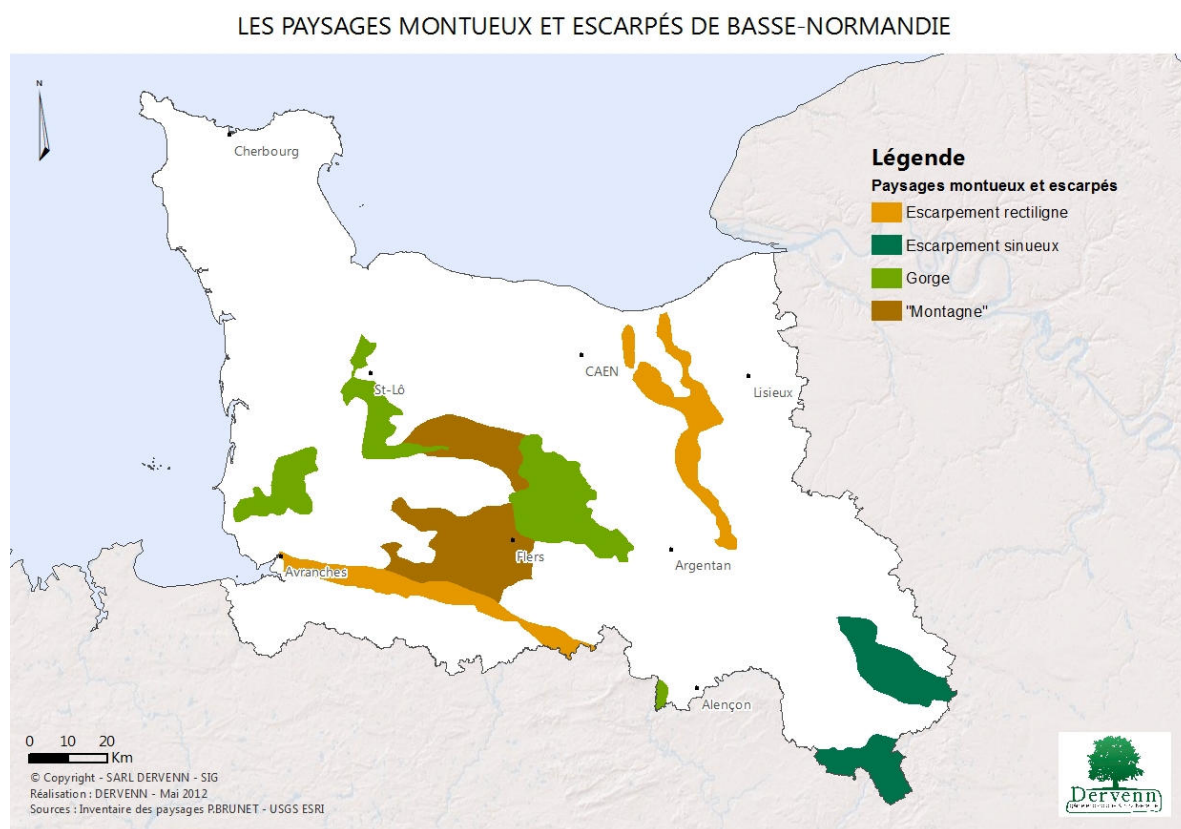 LES PAYSAGES MONTUEUX ET ESCARPÉS DE BASSE-NORMANDIE
N
Cherbourg
Légende
Paysages montueux et escarpés
Escarpement rectiligne
Escarpement sinueux
Gorge
"Montagne"
CAEN
St-Lô
Lisieux
Flers
Argentan
Avranches
Alençon
0 10 20
Km
© Copyright - SARL DERVENN - SIG
Réalisation : DERVENN - Mai 2012
Sources : Inventaire des paysages P.BRUNET - USGS ESRI
Dervenn